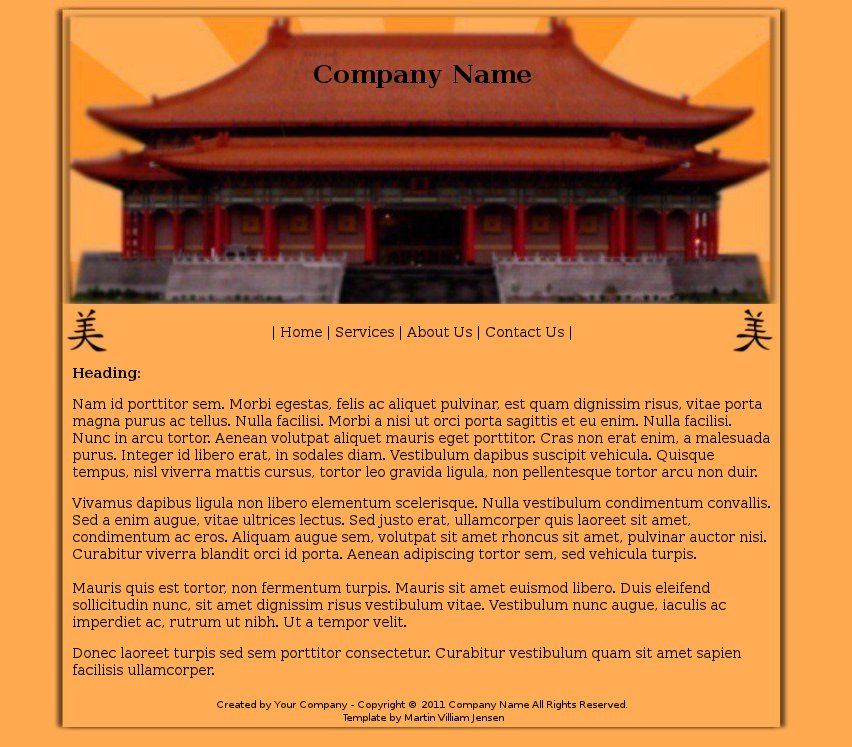 Company Name
美 | Home | Services | About Us | Contact Us | 美
Heading:
Nam id porttitor sem. Morbi egestas, felis ac aliquet pulvinar, est quam dignissim risus, vitae porta
magna purus ac tellus. Nulla facilisi. Morbi a nisi ut orci porta sagittis et eu enim. Nulla facilisi.
Nunc in arcu tortor. Aenean volutpat aliquet mauris eget porttitor. Cras non erat enim, a malesuada
purus. Integer id libero erat, in sodales diam. Vestibulum dapibus suscipit vehicula. Quisque
tempus, nisl viverra mattis cursus, tortor leo gravida ligula, non pellentesque tortor arcu non duir.
Vivamus dapibus ligula non libero elementum scelerisque. Nulla vestibulum condimentum convallis.
Sed a enim augue, vitae ultrices lectus. Sed justo erat, ullamcorper quis laoreet sit amet,
condimentum ac eros. Aliquam augue sem, volutpat sit amet rhoncus sit amet, pulvinar auctor nisi.
Curabitur viverra blandit orci id porta. Aenean adipiscing tortor sem, sed vehicula turpis.
Mauris quis est tortor, non fermentum turpis. Mauris sit amet euismod libero. Duis eleifend
sollicitudin nunc, sit amet dignissim risus vestibulum vitae. Vestibulum nunc augue, iaculis ac
imperdiet ac, rutrum ut nibh. Ut a tempor velit.
Donec laoreet turpis sed sem porttitor consectetur. Curabitur vestibulum quam sit amet sapien
facilisis ullamcorper.
Created by Your Company - Copyright © 2011 Company Name All Rights Reserved.
Template by Martin Villiam Jensen